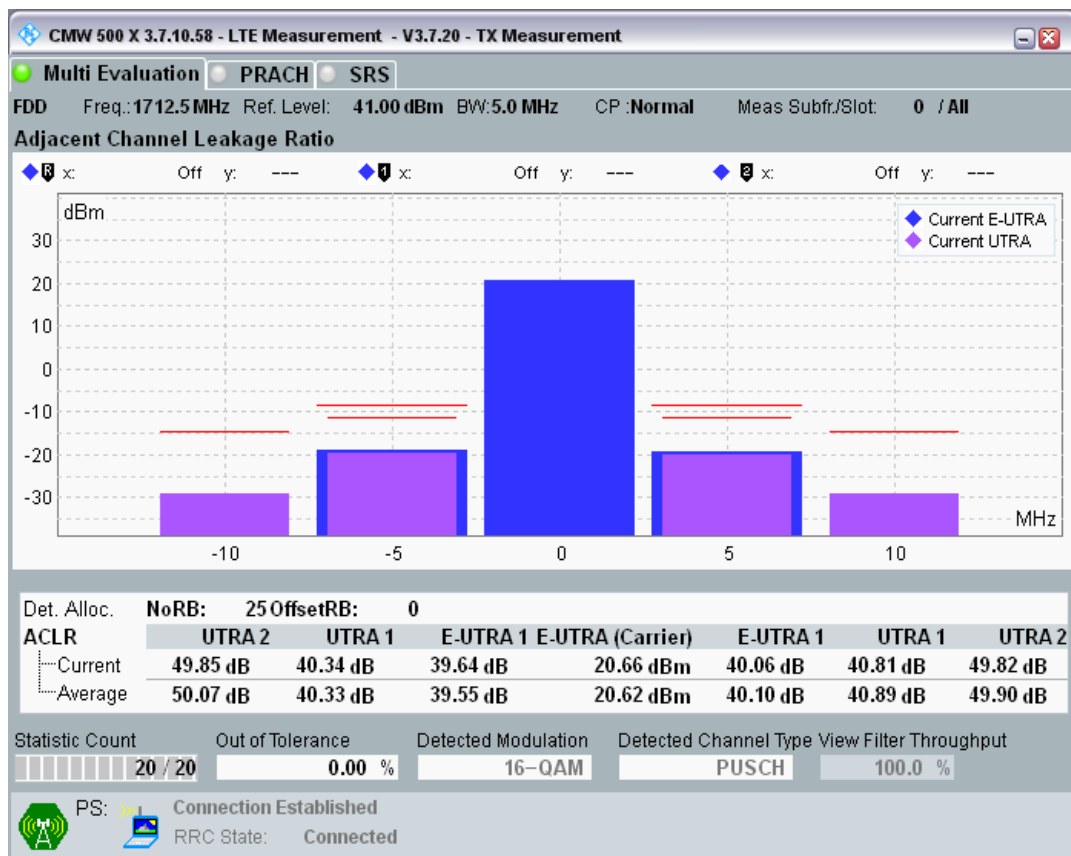 CMW 500 X 3.7.10.58 - LTE Measurement - V3.7.20 - TX Measurement
Multi Evaluation PRACH SRS
FDD Freq.:1712.5 MHz Ref. Level: 41.00 dBm BW:5.0 MHz CP :Normal Meas Subfr./Slot: 0 / All
Adjacent Channel Leakage Ratio
R x: Off y: --- 1 x: Off y: --- 2 x: Off y: ---
dBm
Current E-UTRA
Current UTRA
30
20
10
0
-10
-20
-30
MHz
-10 -5 0 5 10
Det. Alloc. NoRB: 25 OffsetRB: 0
ACLR UTRA 2 UTRA 1 E-UTRA 1 E-UTRA (Carrier) E-UTRA 1 UTRA 1 UTRA 2
Current 49.85 dB 40.34 dB 39.64 dB 20.66 dBm 40.06 dB 40.81 dB 49.82 dB
Average 50.07 dB 40.33 dB 39.55 dB 20.62 dBm 40.10 dB 40.89 dB 49.90 dB
Statistic Count Out of Tolerance Detected Modulation Detected Channel Type View Filter Throughput
20 / 20 0.00 % 16-QAM PUSCH 100.0 %
PS: Connection Established
RRC State: Connected